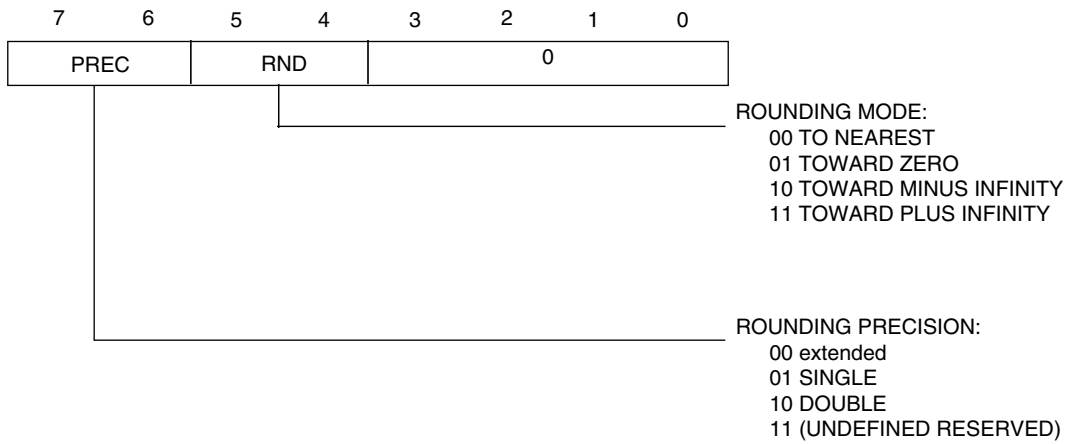 7 6 5 4 3 2 1 0
PREC RND 0
ROUNDING MODE:
00 TO NEAREST
01 TOWARD ZERO
10 TOWARD MINUS INFINITY
11 TOWARD PLUS INFINITY
ROUNDING PRECISION:
00 extended
01 SINGLE
10 DOUBLE
11 (UNDEFINED RESERVED)